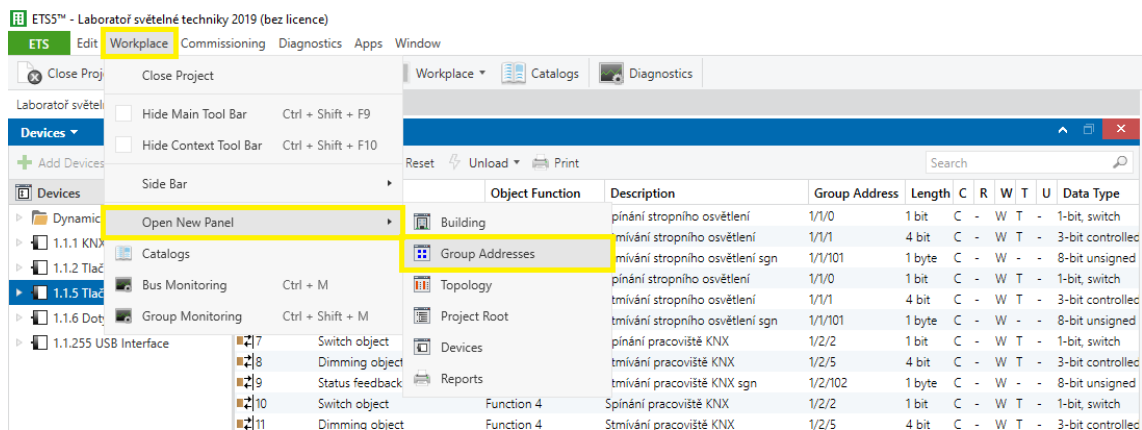 ETS5™ - Laboratoř světelné techniky 2019 (bez licence)
ETS Edit Workplace Commissioning Diagnostics Apps Window
Close Proj Workplace Catalogs Diagnostics
Laboratoř světel
Close Project
Hide Main Tool Bar Ctrl + Shift + F9
Hide Context Tool Bar Ctrl + Shift + F10
Side Bar
Open New Panel
Catalogs
Bus Monitoring Ctrl + M
Group Monitoring Ctrl + Shift + M
Building
Group Addresses
Topology
Project Root
Devices
Reports
Devices
Add Devices Reset Unload Print Search
Devices
Dynamic
1.1.1 KNX
1.1.2 Tlač
1.1.5 Tlač
1.1.6 Doty
1.1.255 USB Interface
Object Function Description Group Address Length C R W T U Data Type
pínání stropního osvětlení 1/1/0 1 bit C - W T - 1-bit, switch
tmívání stropního osvětlení 1/1/1 4 bit C - W T - 3-bit controlled
tmívání stropního osvětlení sgn 1/1/101 1 byte C - W - - 8-bit unsigned
pínání stropního osvětlení 1/1/0 1 bit C - W T - 1-bit, switch
tmívání stropního osvětlení 1/1/1 4 bit C - W T - 3-bit controlled
tmívání stropního osvětlení sgn 1/1/101 1 byte C - W - - 8-bit unsigned
7 Switch object pínání pracoviště KNX 1/2/2 1 bit C - W T - 1-bit, switch
8 Dimming object tmívání pracoviště KNX 1/2/5 4 bit C - W T - 3-bit controlled
9 Status feedback tmívání pracoviště KNX sgn 1/2/102 1 byte C - W - - 8-bit unsigned
10 Switch object Function 4 Spínání pracoviště KNX 1/2/2 1 bit C - W T - 1-bit, switch
11 Dimming object Function 4 Stmívání pracoviště KNX 1/2/5 4 bit C - W T - 3-bit controlled